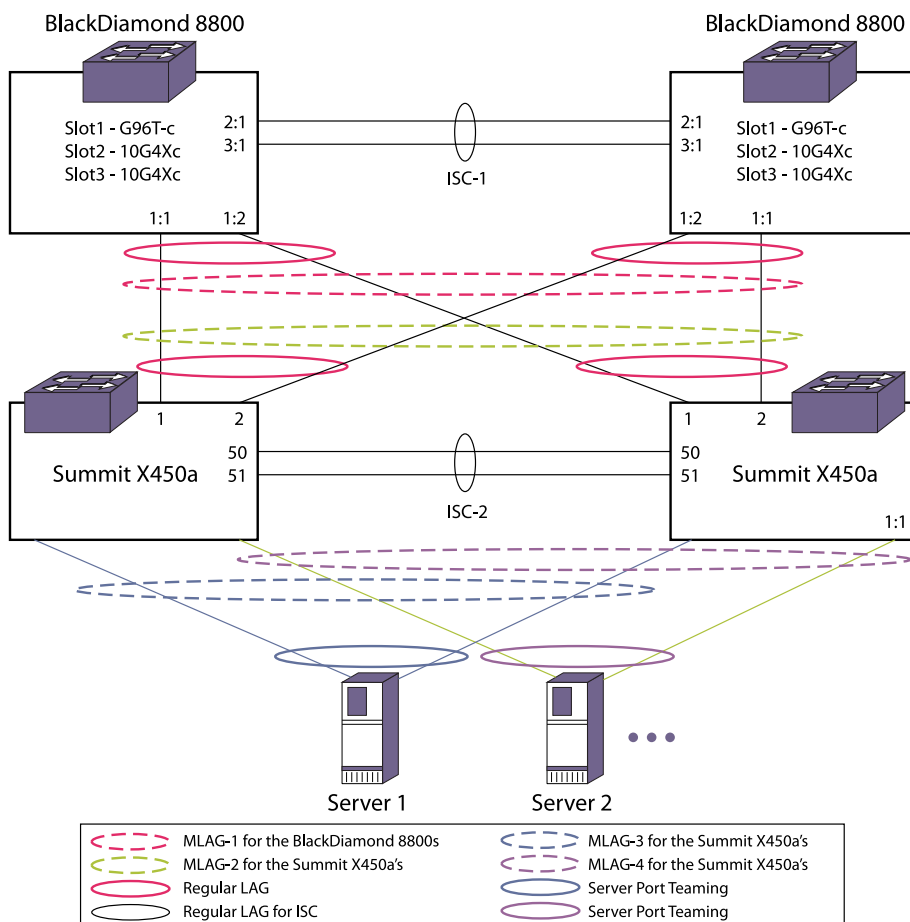 BlackDiamond 8800
BlackDiamond 8800
Slot1 - G96T-c
Slot2 - 10G4Xc
Slot3 - 10G4Xc
2:1
3:1
1:1
1:2
ISC-1
2:1
3:1
Slot1 - G96T-c
Slot2 - 10G4Xc
Slot3 - 10G4Xc
1:2
1:1
1
2
50
51
Summit X450a
ISC-2
1
2
50
51
Summit X450a
1:1
Server 1
Server 2
MLAG-1 for the BlackDiamond 8800s
MLAG-2 for the Summit X450a's
Regular LAG
Regular LAG for ISC
MLAG-3 for the Summit X450a's
MLAG-4 for the Summit X450a's
Server Port Teaming
Server Port Teaming